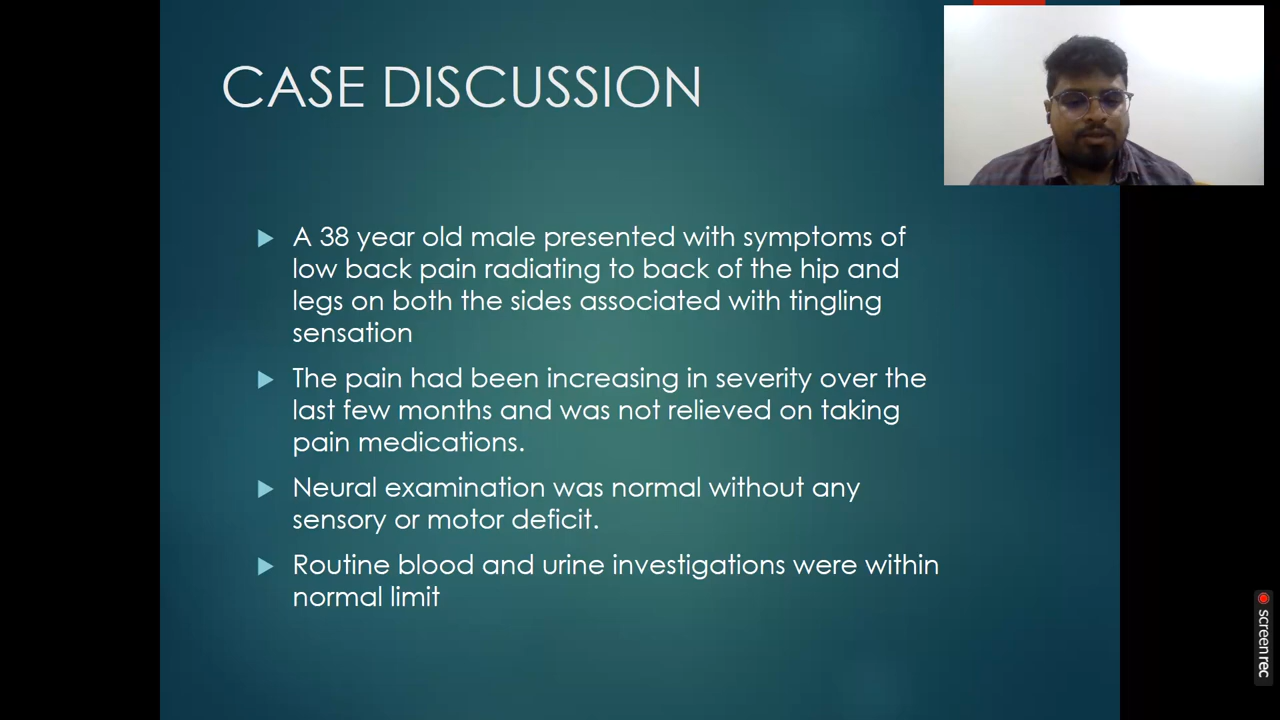 CASE DISCUSSION
A 38 year old male presented with symptoms of
low back pain radiating to back of the hip and
legs on both the sides associated with tingling
sensation
The pain had been increasing in severity over the
last few months and was not relieved on taking
pain medications.
Neural examination was normal without any
sensory or motor deficit.
Routine blood and urine investigations were within
normal limit
screenrec